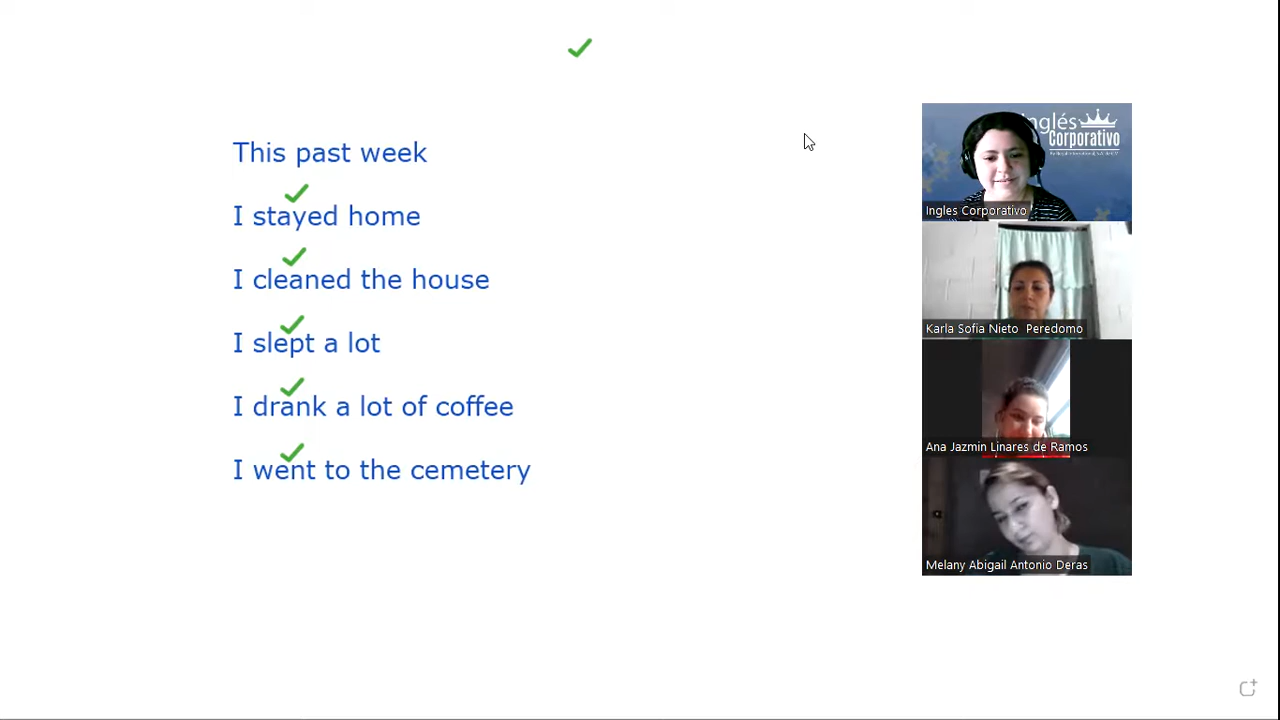 This past week
I stayed home
I cleaned the house
I slept a lot
I drank a lot of coffee
I went to the cemetery
Inglés
Corporativo
Ingles Corporativo
Karla Sofia Nieto Peredomo
Ana Jazmin Linares de Ramos
Melany Abigail Antonio Deras